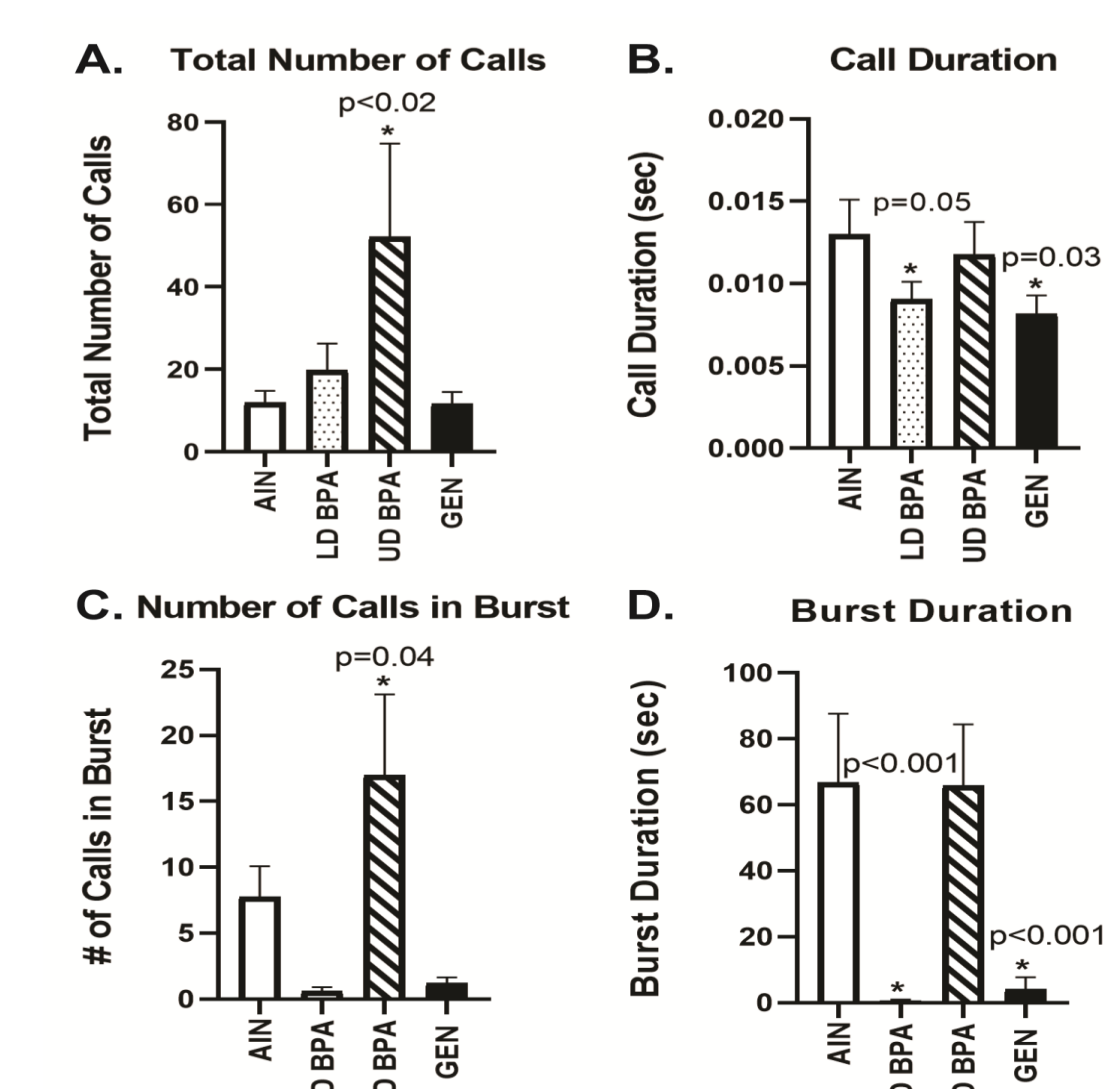 A. Total Number of Calls
p<0.02
*
Total Number of Calls
80
60
40
20
0
AIN
LD BPA
UD BPA
GEN
B. Call Duration
Call Duration (sec)
0.020
0.015
0.010
0.005
0.000
p=0.05
*
p=0.03
*
AIN
LD BPA
UD BPA
GEN
C. Number of Calls in Burst
p=0.04
*
# of Calls in Burst
25
20
15
10
5
0
AIN
BPA
BPA
GEN
D. Burst Duration
Burst Duration (sec)
100
80
60
40
20
0
p<0.001
*
p<0.001
*
AIN
BPA
BPA
GEN